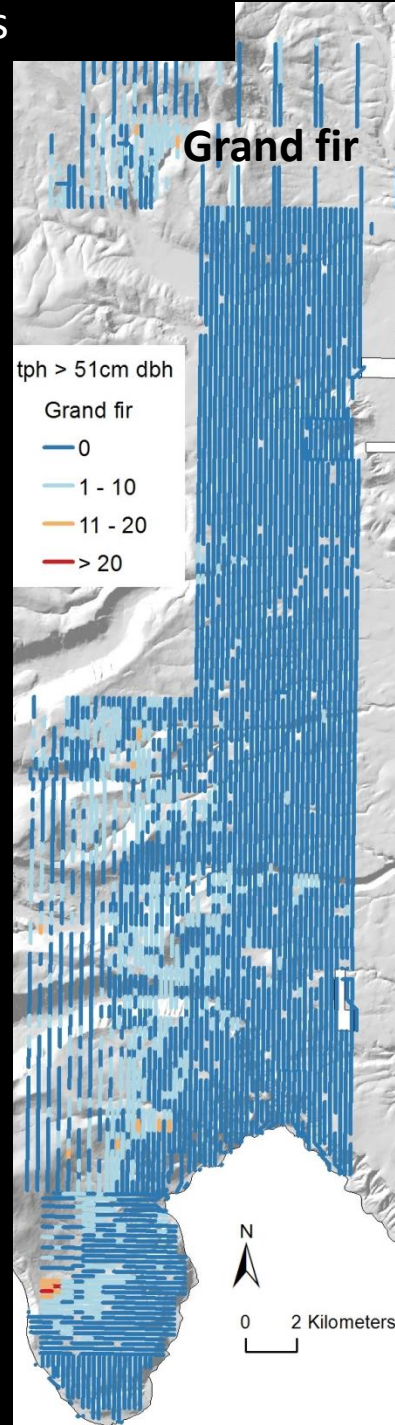 s
Grand fir
tph > 51cm dbh
Grand fir
0
1 - 10
11 - 20
> 20
N
0 2 Kilometers